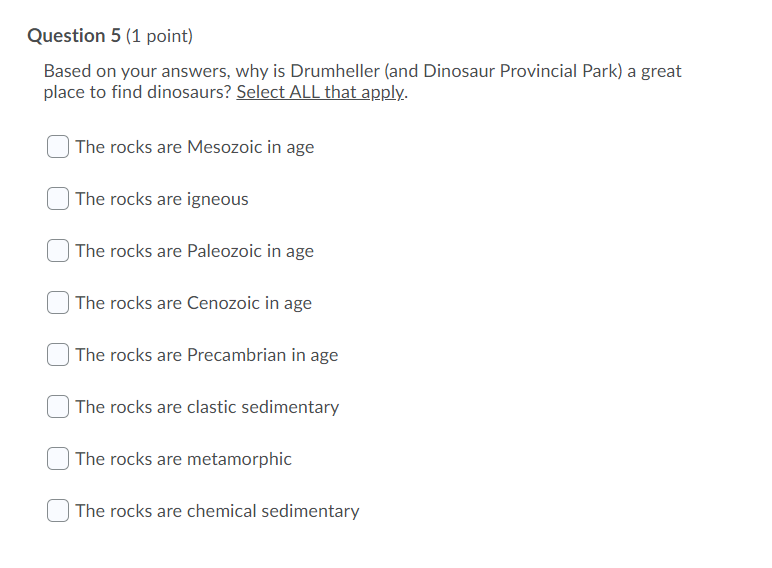 Question 5 (1 point)
Based on your answers, why is Drumheller (and Dinosaur Provincial Park) a great
place to find dinosaurs? Select ALL that apply.
The rocks are Mesozoic in age
The rocks are igneous
The rocks are Paleozoic in age
The rocks are Cenozoic in age
The rocks are Precambrian in age
The rocks are clastic sedimentary
The rocks are metamorphic
The rocks are chemical sedimentary